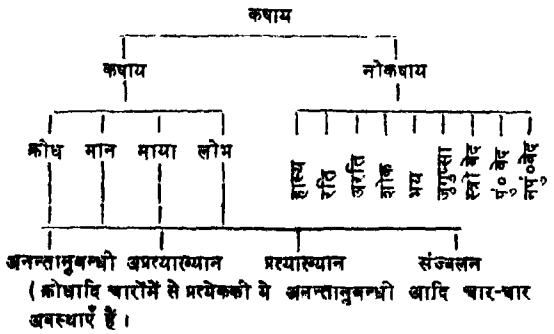 कषाय
कषाय नोकषाय
क्रोध मान माया लोभ हास्य रति अरति शोक भय जुगुप्सा स्त्री वेद पुं० वेद नपुं०वेद
अनन्तानुबन्धी अप्रत्याख्यान प्रत्याख्यान संज्वलन
(क्रोधादि चारोंमें से प्रत्येककी ये अनन्तानुबन्धी आदि चार-चार
अवस्थाएँ हैं।